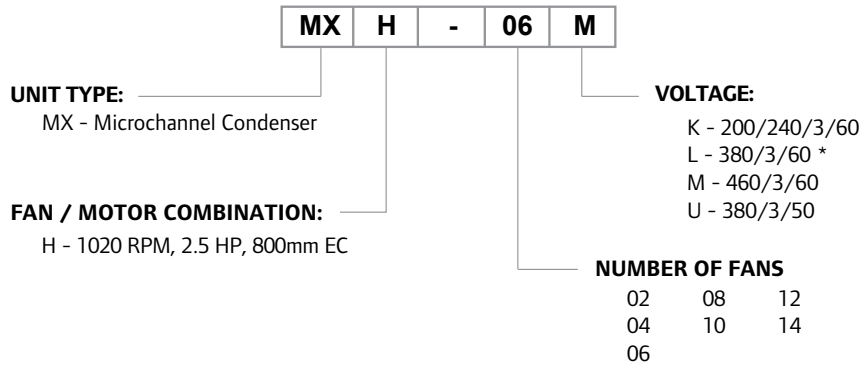 MX H - 06 M
UNIT TYPE:
MX - Microchannel Condenser
FAN / MOTOR COMBINATION:
H - 1020 RPM, 2.5 HP, 800mm EC
VOLTAGE:
K - 200/240/3/60
L - 380/3/60 *
M - 460/3/60
U - 380/3/50
NUMBER OF FANS
02 08 12
04 10 14
06